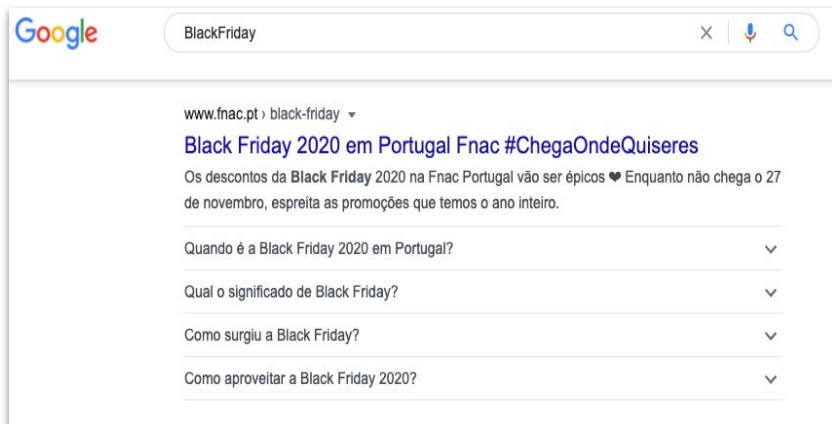 Google
BlackFriday
www.fnac.pt › black-friday
Black Friday 2020 em Portugal Fnac #ChegaOndeQuiseres
Os descontos da Black Friday 2020 na Fnac Portugal vão ser épicos ❤ Enquanto não chega o 27
de novembro, espreita as promoções que temos o ano inteiro.
Quando é a Black Friday 2020 em Portugal?
Qual o significado de Black Friday?
Como surgiu a Black Friday?
Como aproveitar a Black Friday 2020?